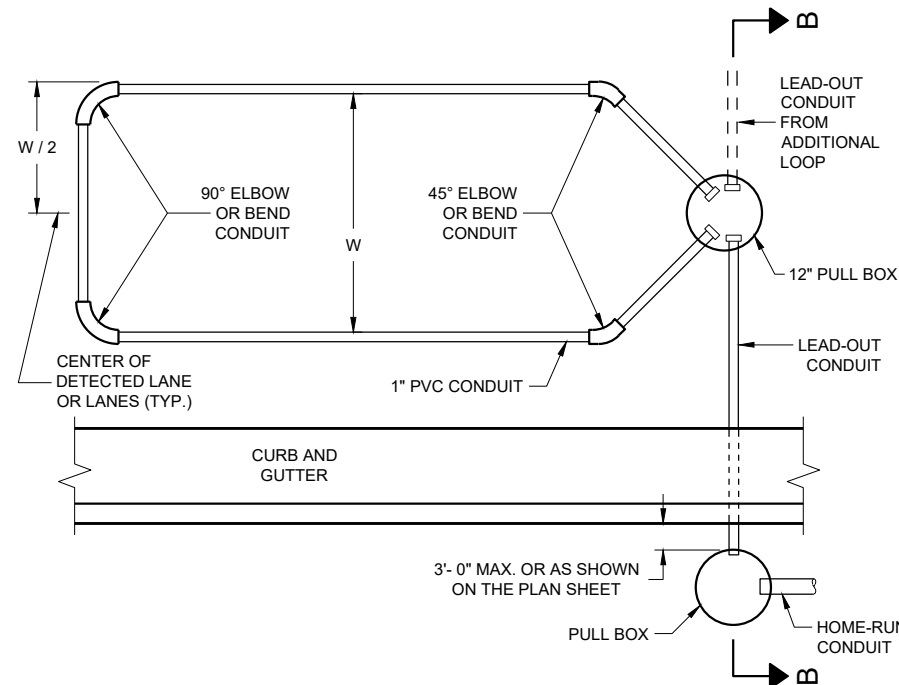 B
LEAD-OUT
CONDUIT
FROM
ADDITIONAL
LOOP
W / 2
90° ELBOW
OR BEND
CONDUIT
W
45° ELBOW
OR BEND
CONDUIT
12" PULL BOX
CENTER OF
DETECTED LANE
OR LANES (TYP.)
1" PVC CONDUIT
LEAD-OUT
CONDUIT
CURB AND
GUTTER
3'- 0" MAX. OR AS SHOWN
ON THE PLAN SHEET
PULL BOX
HOME-RUN
CONDUIT
B